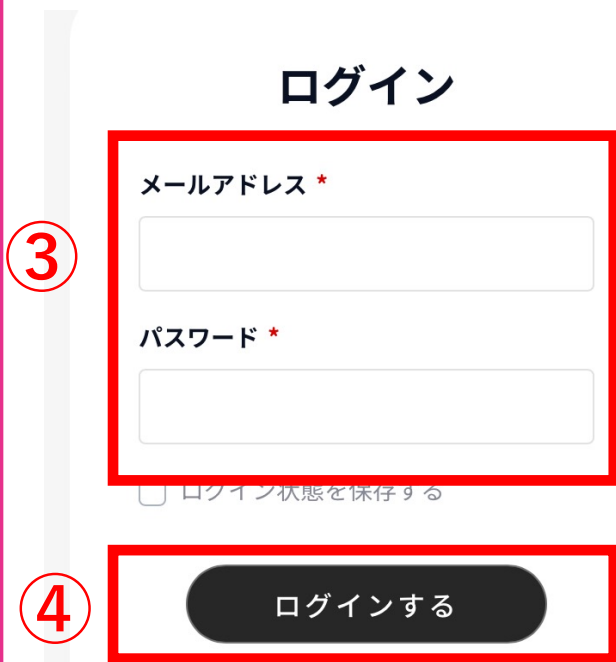 ログイン
メールアドレス *
③
パスワード *
ログイン状態を保存する
④
ログインする